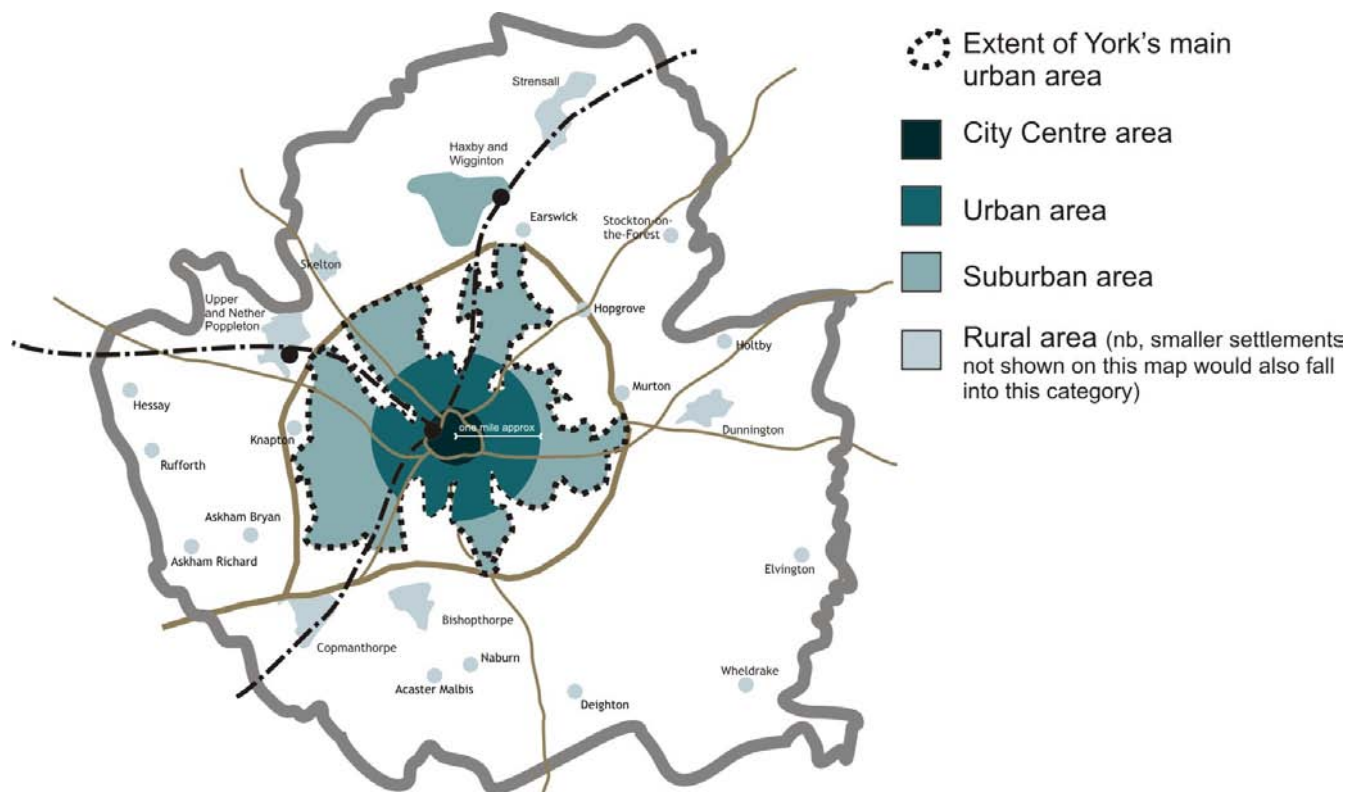 Strensall
Haxby and
Wigginton
Earswick
Stockton-on-
the-Forest
Skelton
Upper
and Nether
Poppleton
Hopgrove
Holtby
Hessay
Murton
Dunnington
Knapton
one mile approx
Rufforth
Askham Bryan
Askham Richard
Elvington
Bishopthorpe
Copmanthorpe
Naburn
Acaster Malbis
Wheldrake
Deighton
Extent of York's main
urban area
City Centre area
Urban area
Suburban area
Rural area (nb, smaller settlements
not shown on this map would also fall
into this category)